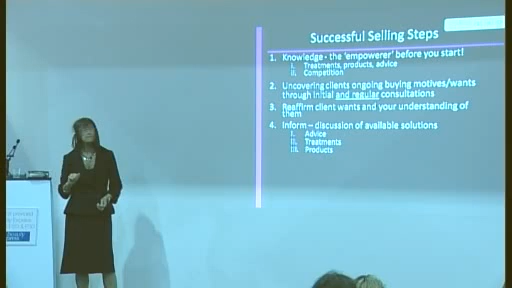 Successful Selling Steps
1. Knowledge - the 'empowerer' before you start!
i. Treatments, products, advice
ii. Competition
2. Uncovering clients ongoing buying motives/wants
through initial and regular consultations
3. Reaffirm client wants and your understanding of
them
4. Inform – discussion of available solutions
i. Advice
ii. Treatments
iii. Products
beauty